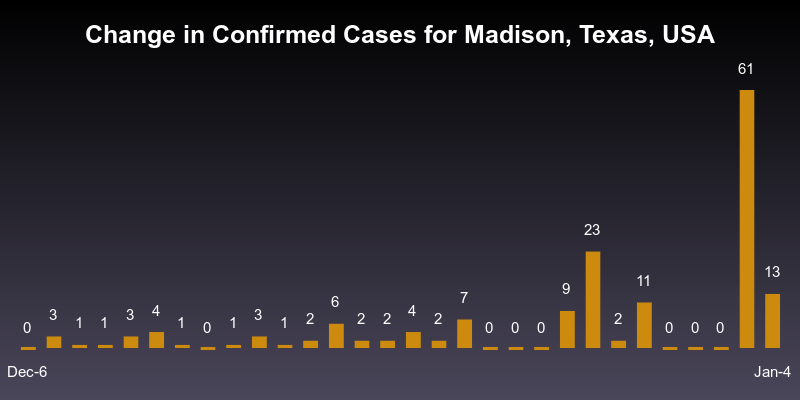 Change in Confirmed Cases for Madison, Texas, USA
0 3 1 1 3 4 1 0 1 3 1 2 6 2 2 4 2 7 0 0 0 9 23 2 11 0 0 0 61 13
Dec-6 Jan-4